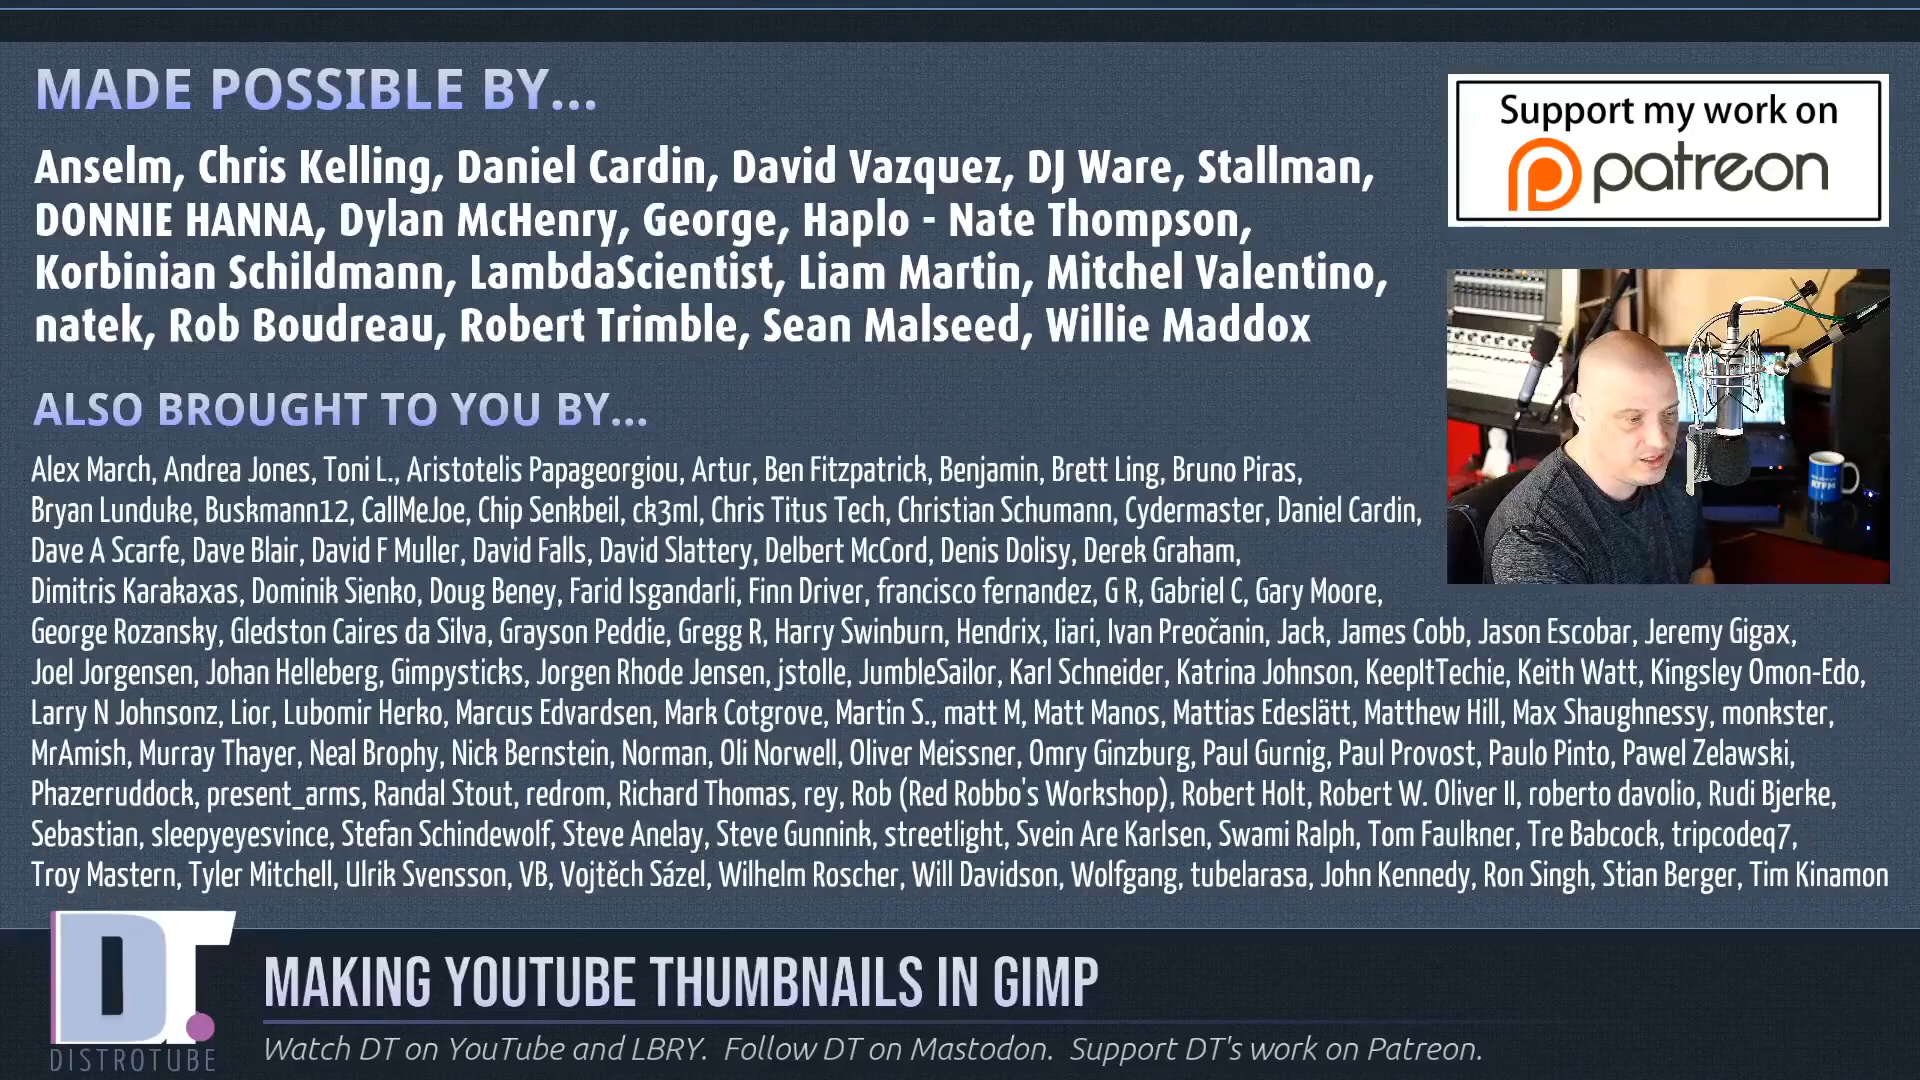 MADE POSSIBLE BY...
Anselm, Chris Kelling, Daniel Cardin, David Vazquez, DJ Ware, Stallman,
DONNIE HANNA, Dylan McHenry, George, Haplo - Nate Thompson,
Korbinian Schildmann, LambdaScientist, Liam Martin, Mitchel Valentino,
natek, Rob Boudreau, Robert Trimble, Sean Malseed, Willie Maddox
Support my work on
patreon
ALSO BROUGHT TO YOU BY...
Alex March, Andrea Jones, Toni L., Aristotelis Papageorgiou, Artur, Ben Fitzpatrick, Benjamin, Brett Ling, Bruno Piras,
Bryan Lunduke, Buskmann12, CallMeJoe, Chip Senkbeil, ck3ml, Chris Titus Tech, Christian Schumann, Cydermaster, Daniel Cardin,
Dave A Scarfe, Dave Blair, David F Muller, David Falls, David Slattery, Delbert McCord, Denis Dolisy, Derek Graham,
Dimitris Karakaxas, Dominik Sienko, Doug Beney, Farid Isgandarli, Finn Driver, francisco fernandez, G R, Gabriel C, Gary Moore,
George Rozansky, Gledston Caires da Silva, Grayson Peddie, Gregg R, Harry Swinburn, Hendrix, Iiari, Ivan Preočanin, Jack, James Cobb, Jason Escobar, Jeremy Gigax,
Joel Jorgensen, Johan Helleberg, Gimpysticks, Jorgen Rhode Jensen, jstolle, JumbleSailor, Karl Schneider, Katrina Johnson, KeepItTechie, Keith Watt, Kingsley Omon-Edo,
Larry N Johnsonz, Lior, Lubomir Herko, Marcus Edvardsen, Mark Cotgrove, Martin S., matt M, Matt Manos, Mattias Edeslätt, Matthew Hill, Max Shaughnessy, monkster,
MrAmish, Murray Thayer, Neal Brophy, Nick Bernstein, Norman, Oli Norwell, Oliver Meissner, Omry Ginzburg, Paul Gurnig, Paul Provost, Paulo Pinto, Pawel Zelawski,
Phazerruddock, present_arms, Randal Stout, redrom, Richard Thomas, rey, Rob (Red Robbo's Workshop), Robert Holt, Robert W. Oliver II, roberto davolio, Rudi Bjerke,
Sebastian, sleepyeyesvince, Stefan Schindewolf, Steve Anelay, Steve Gunnink, streetlight, Svein Are Karlsen, Swami Ralph, Tom Faulkner, Tre Babcock, tripcodeq7,
Troy Mastern, Tyler Mitchell, Ulrik Svensson, VB, Vojtěch Sázel, Wilhelm Roscher, Will Davidson, Wolfgang, tubelarasa, John Kennedy, Ron Singh, Stian Berger, Tim Kinamon
RTFM
DT
DISTROTUBE
MAKING YOUTUBE THUMBNAILS IN GIMP
Watch DT on YouTube and LBRY. Follow DT on Mastodon. Support DT's work on Patreon.